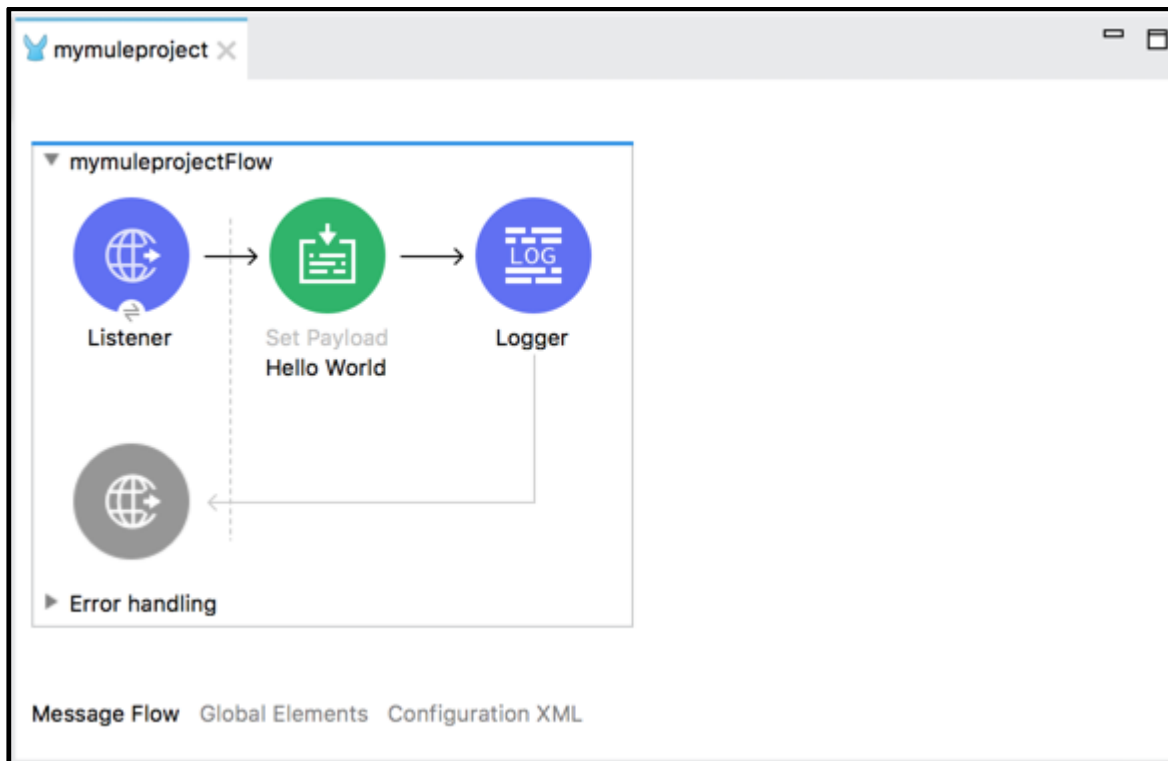 mymuleproject
mymuleprojectFlow
LOG
Listener
Set Payload
Logger
Hello World
Error handling
Message Flow Global Elements Configuration XML